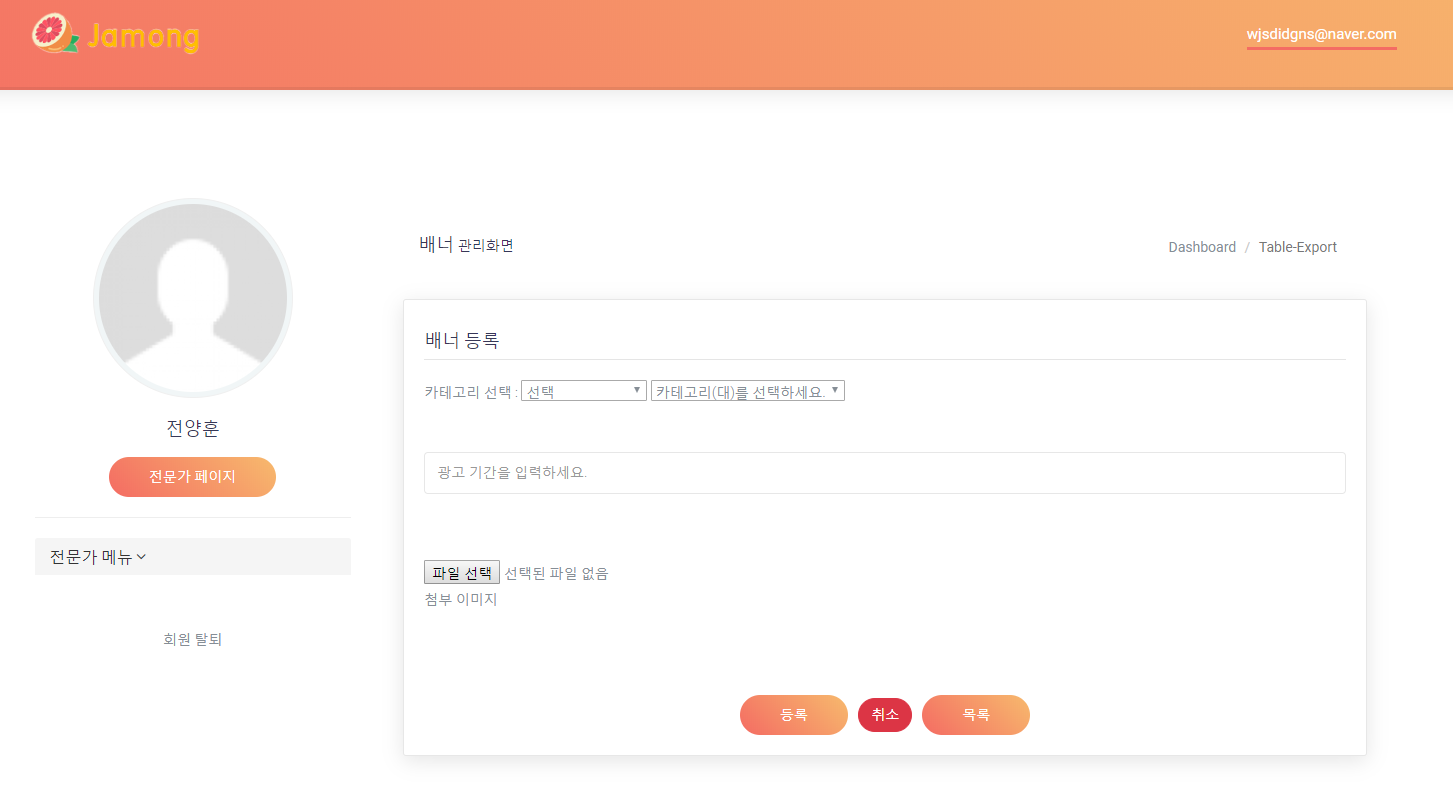 Jamong
wjsdidgns@naver.com
배너 관리화면
Dashboard / Table-Export
전양훈
전문가 페이지
전문가 메뉴
회원 탈퇴
배너 등록
카테고리 선택 : 선택 카테고리(대)를 선택하세요.
광고 기간을 입력하세요.
파일 선택 선택된 파일 없음
첨부 이미지
등록 취소 목록